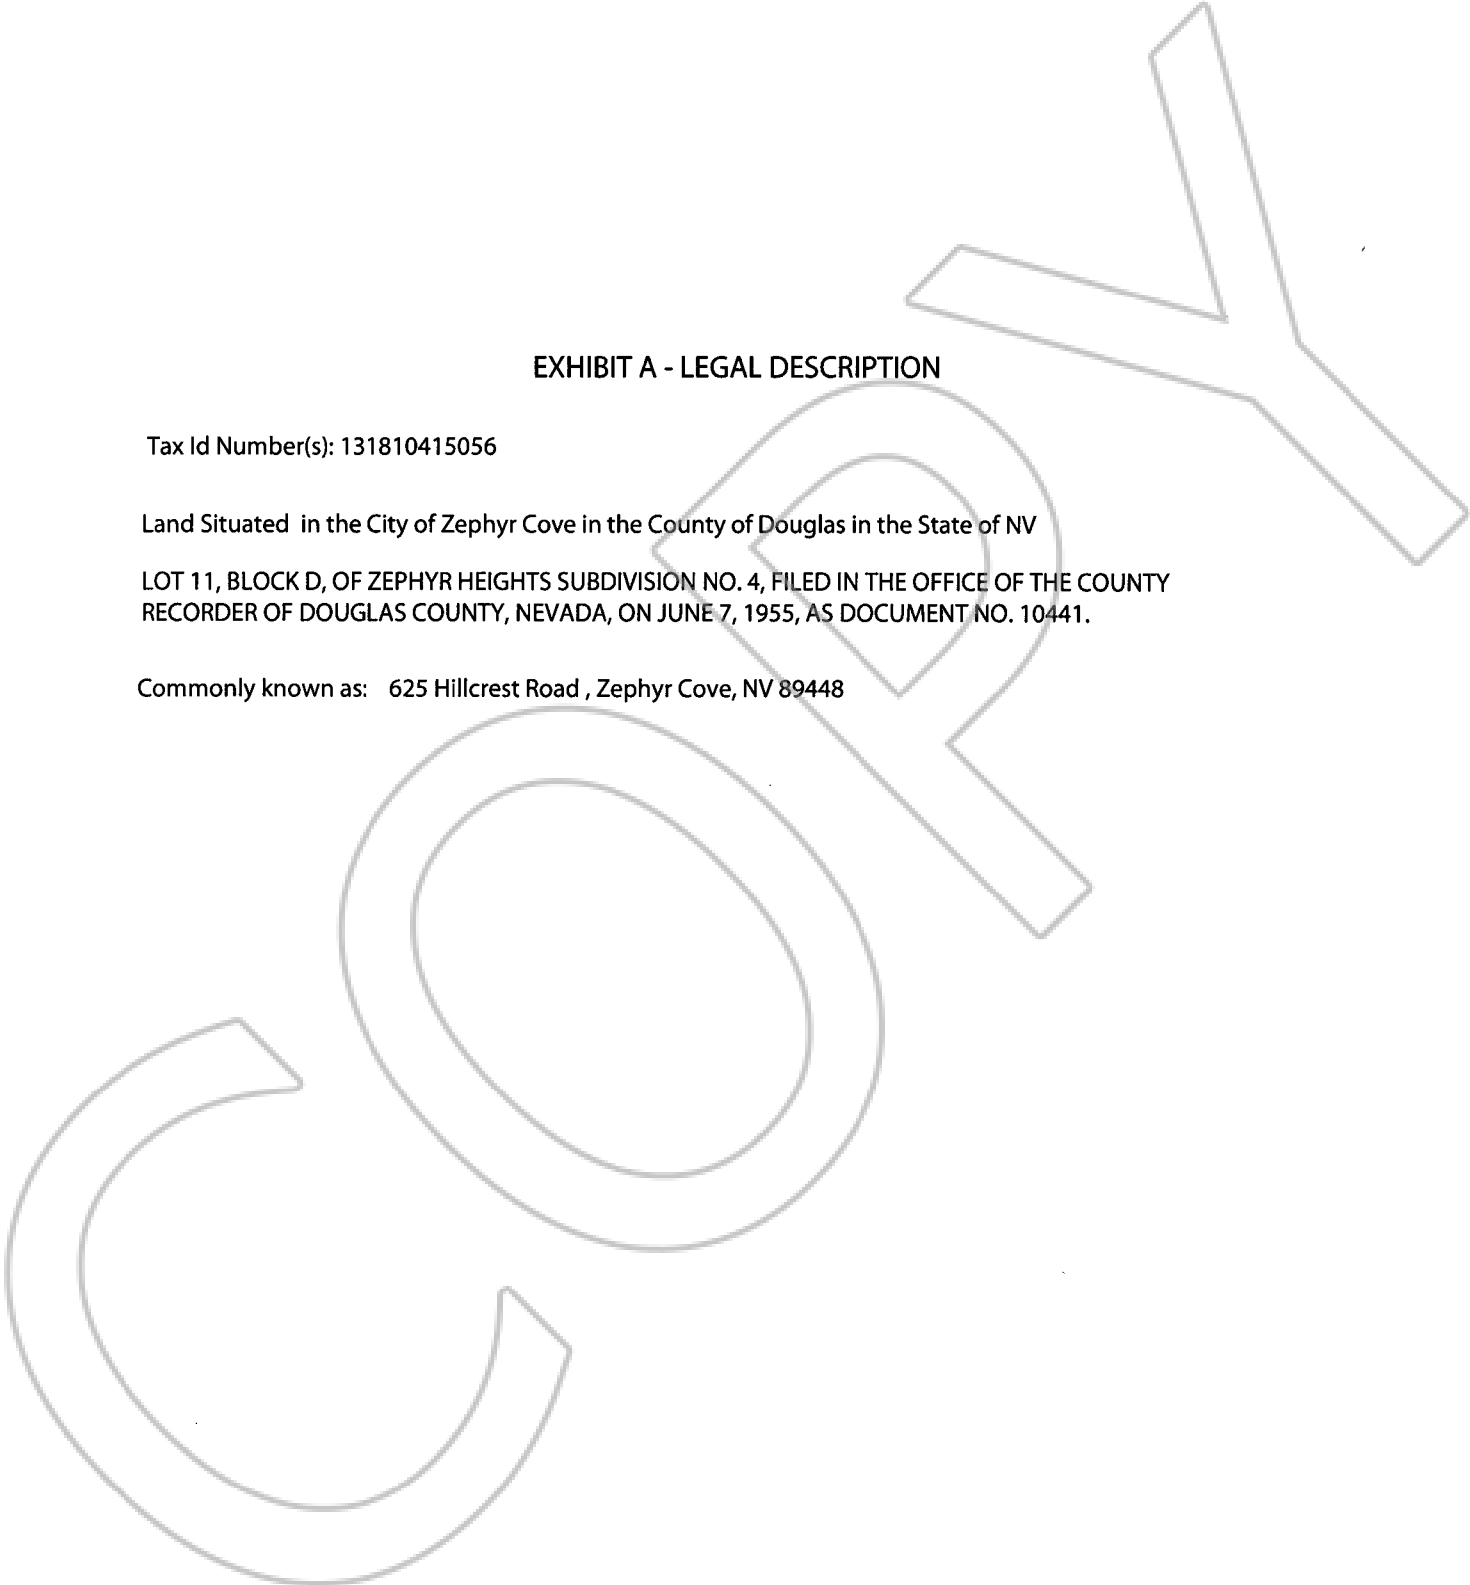 EXHIBIT A - LEGAL DESCRIPTION
Tax Id Number(s): 131810415056
Land Situated in the City of Zephyr Cove in the County of Douglas in the State of NV
LOT 11, BLOCK D, OF ZEPHYR HEIGHTS SUBDIVISION NO. 4, FILED IN THE OFFICE OF THE COUNTY
RECORDER OF DOUGLAS COUNTY, NEVADA, ON JUNE 7, 1955, AS DOCUMENT NO. 10441.
Commonly known as: 625 Hillcrest Road , Zephyr Cove, NV 89448
COPY